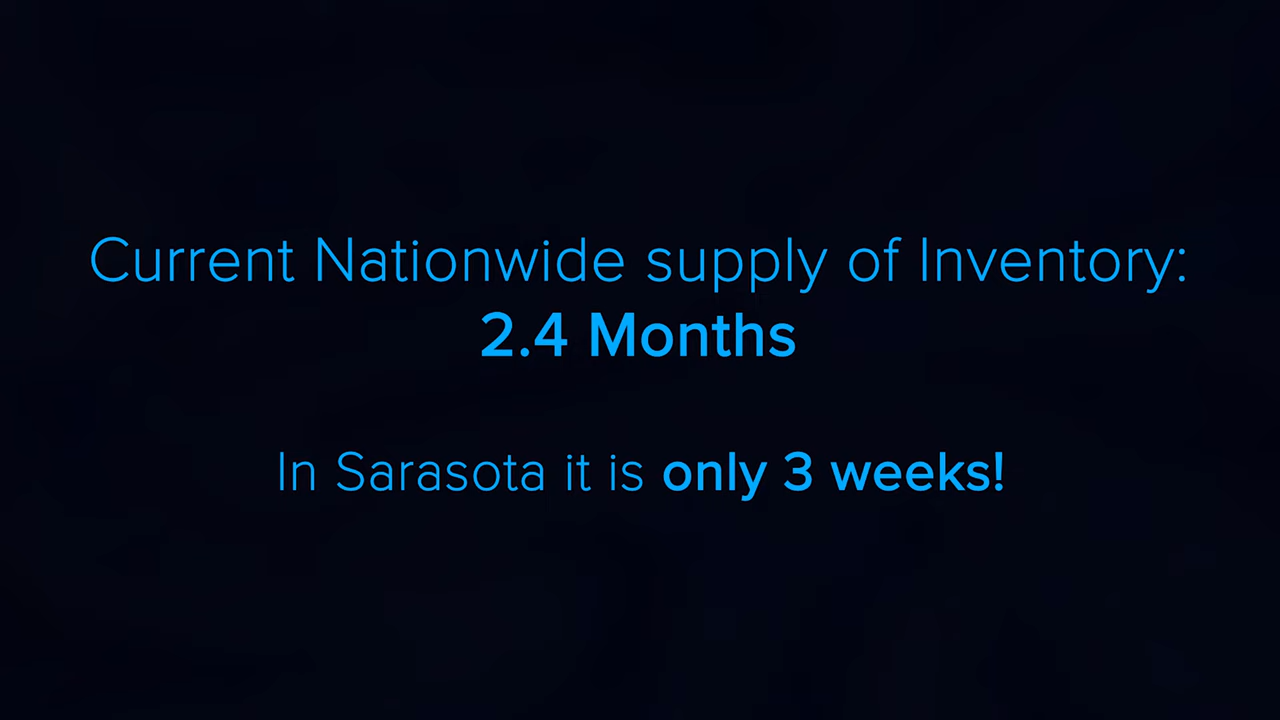 Current Nationwide supply of Inventory:
2.4 Months
In Sarasota it is only 3 weeks!